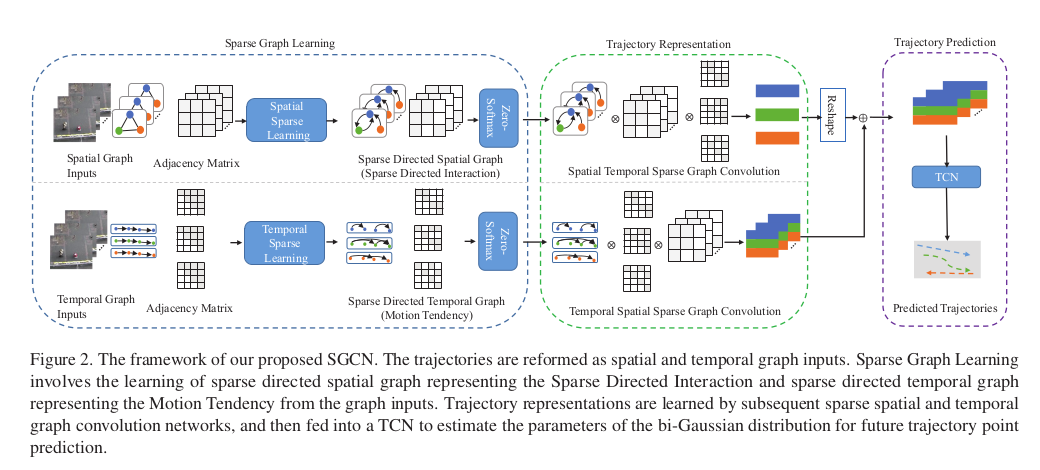 Sparse Graph Learning
Trajectory Representation
Trajectory Prediction
Spatial Graph
Inputs
Adjacency Matrix
Spatial
Sparse
Learning
Sparse Directed Spatial Graph
(Sparse Directed Interaction)
Zero-
Softmax
⊗
⊗
Spatial Temporal Sparse Graph Convolution
Reshape
⊕
TCN
Predicted Trajectories
Temporal Graph
Inputs
Adjacency Matrix
Temporal
Sparse
Learning
Sparse Directed Temporal Graph
(Motion Tendency)
Zero-
Softmax
⊗
⊗
Temporal Spatial Sparse Graph Convolution
Figure 2. The framework of our proposed SGCN. The trajectories are reformed as spatial and temporal graph inputs. Sparse Graph Learning
involves the learning of sparse directed spatial graph representing the Sparse Directed Interaction and sparse directed temporal graph
representing the Motion Tendency from the graph inputs. Trajectory representations are learned by subsequent sparse spatial and temporal
graph convolution networks, and then fed into a TCN to estimate the parameters of the bi-Gaussian distribution for future trajectory point
prediction.